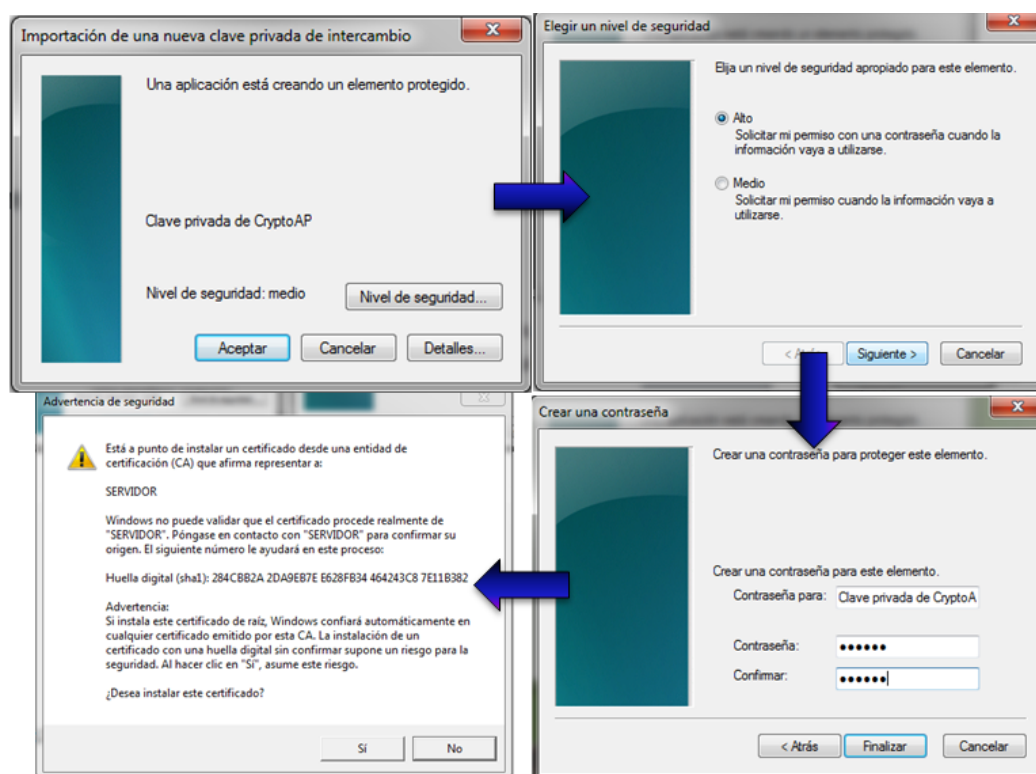 Importación de una nueva clave privada de intercambio
Una aplicación está creando un elemento protegido.
Clave privada de CryptoAP
Nivel de seguridad: medio
Nivel de seguridad...
Aceptar
Cancelar
Detalles...
Elegir un nivel de seguridad
Elija un nivel de seguridad apropiado para este elemento.
Alto
Solicitar mi permiso con una contraseña cuando la
información vaya a utilizarse.
Medio
Solicitar mi permiso cuando la información vaya a
utilizarse.
Siguiente >
Cancelar
Crear una contraseña
Crear una contraseña para proteger este elemento.
Crear una contraseña para este elemento.
Contraseña para: Clave privada de CryptoA
Contraseña: ●●●●●●
Confirmar: ●●●●●●
< Atrás
Finalizar
Cancelar
Advertencia de seguridad
Está a punto de instalar un certificado desde una entidad de
certificación (CA) que afirma representar a:
SERVIDOR
Windows no puede validar que el certificado procede realmente de
"SERVIDOR". Póngase en contacto con "SERVIDOR" para confirmar su
origen. El siguiente número le ayudará en este proceso:
Huella digital (sha1): 284CBB2A 2DA9EB7E E628FB34 464243C8 7E11B382
Advertencia:
Si instala este certificado de raíz, Windows confiará automáticamente en
cualquier certificado emitido por esta CA. La instalación de un
certificado con una huella digital sin confirmar supone un riesgo para la
seguridad. Al hacer clic en "Sí", asume este riesgo.
¿Desea instalar este certificado?
Sí
No